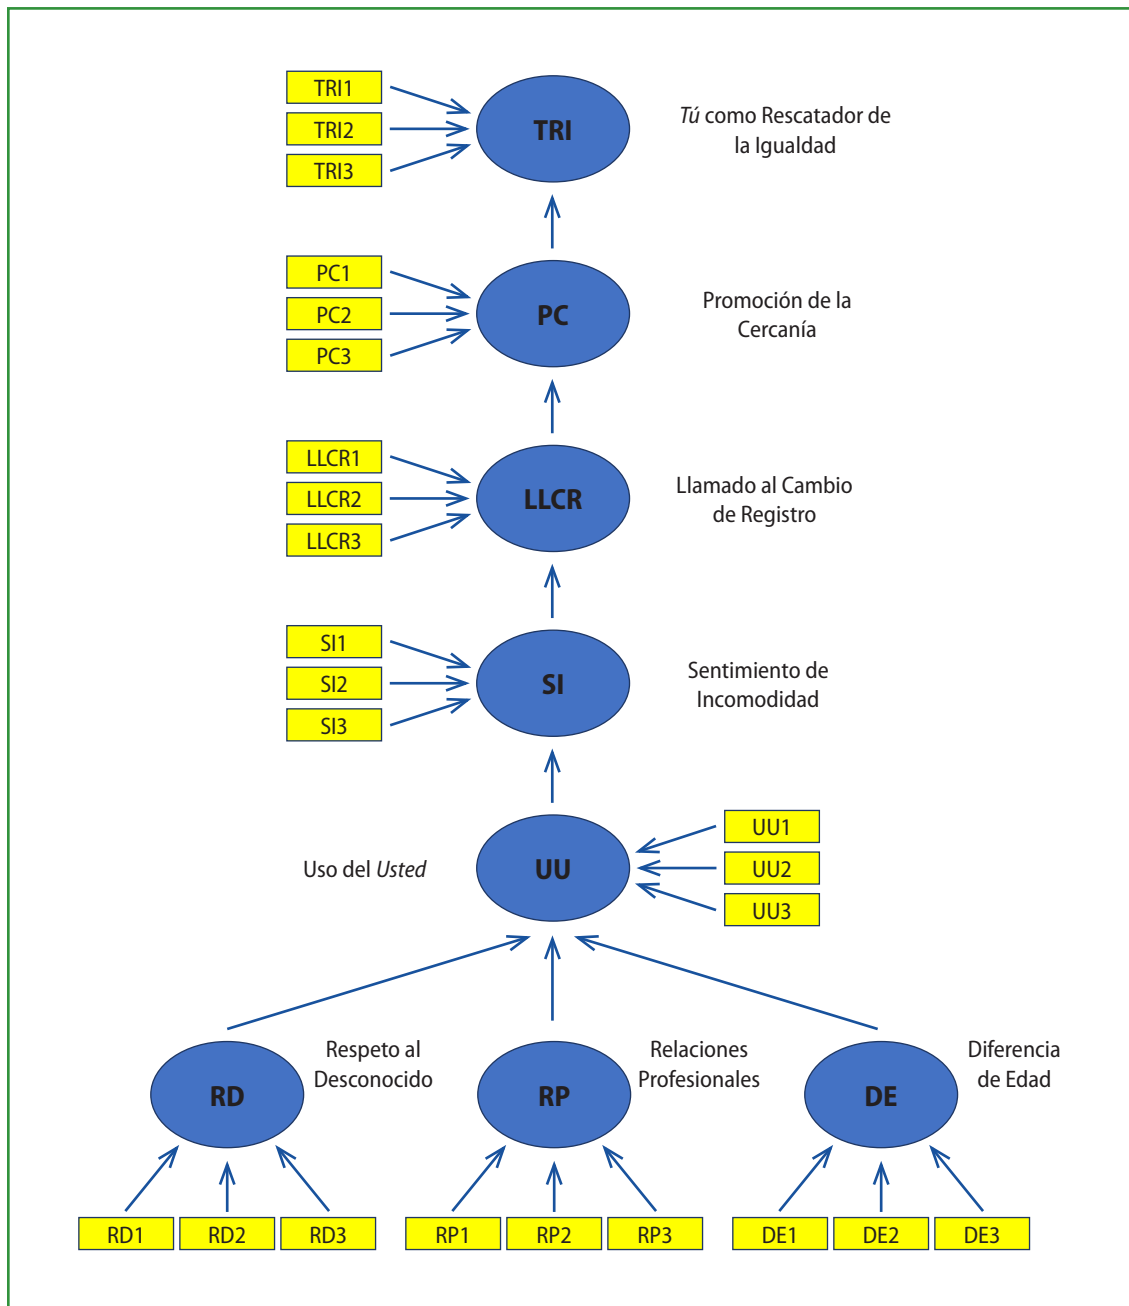 TRI1
TRI2
TRI3
TRI
Tú como Rescatador de
la Igualdad
PC1
PC2
PC3
PC
Promoción de la
Cercanía
LLCR1
LLCR2
LLCR3
LLCR
Llamado al Cambio
de Registro
SI1
SI2
SI3
SI
Sentimiento de
Incomodidad
Uso del Usted
UU
UU1
UU2
UU3
RD
Respeto al
Desconocido
RP
Relaciones
Profesionales
DE
Diferencia
de Edad
RD1
RD2
RD3
RP1
RP2
RP3
DE1
DE2
DE3